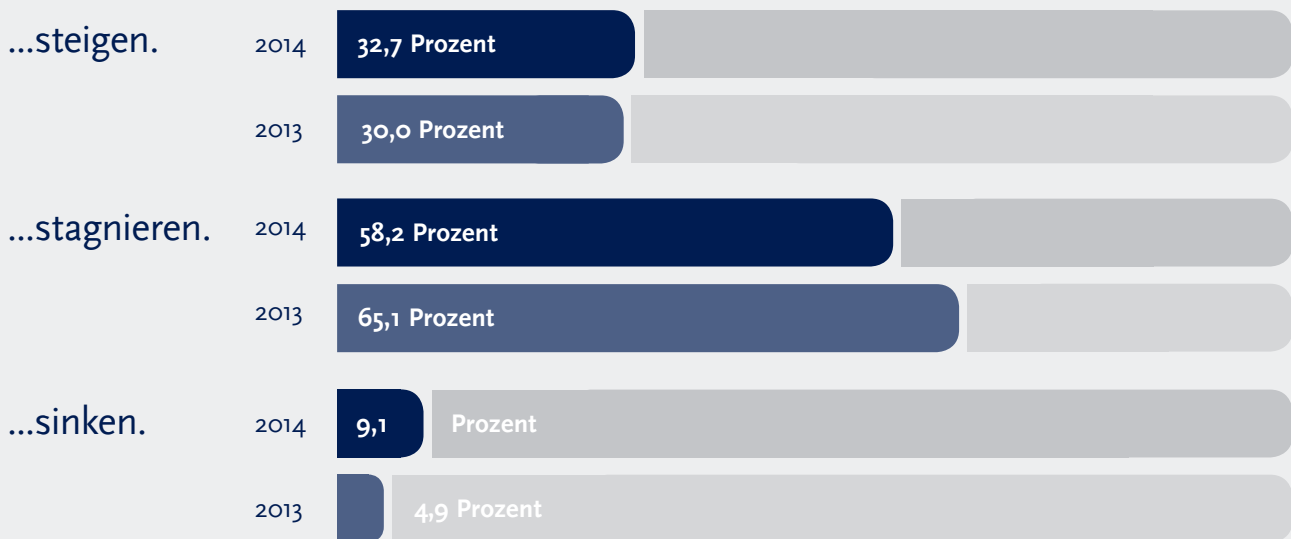 ...steigen. 2014 32,7 Prozent
2013 30,0 Prozent
...stagnieren. 2014 58,2 Prozent
2013 65,1 Prozent
...sinken. 2014 9,1 Prozent
2013 4,9 Prozent